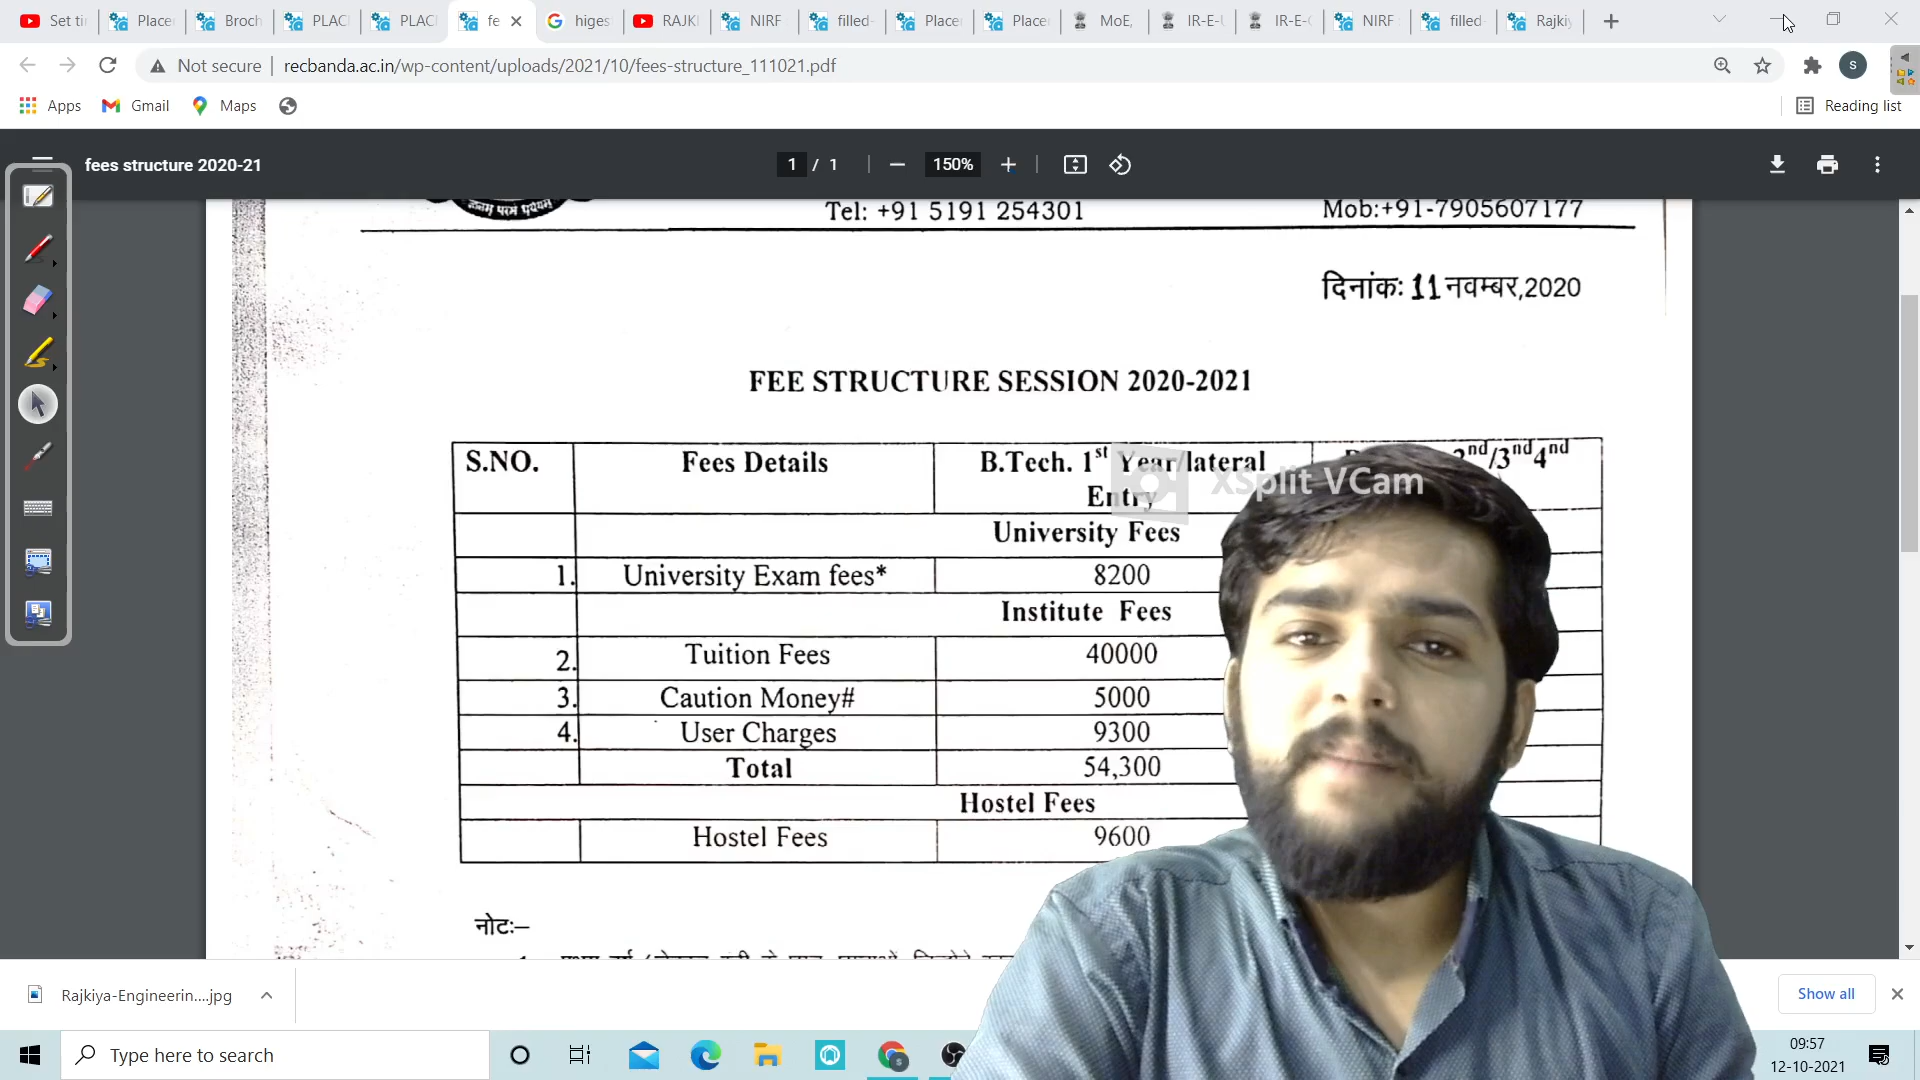 Set ti
Placer
Broch
PLAC
PLAC
fe
higes
RAJKI
NIRF
filled-
Placer
Placer
MoE,
IR-E-
IR-E-
NIRF
filled-
Rajkiy
Not secure
recbanda.ac.in/wp-content/uploads/2021/10/fees-structure_111021.pdf
S
Apps
Gmail
Maps
Reading list
fees structure 2020-21
1 / 1
150%
Tel: +91 5191 254301
Mob:+91-7905607177
दिनांक: 11 नवम्बर,2020
FEE STRUCTURE SESSION 2020-2021
S.NO. Fees Details B.Tech. 1st Year/lateral 2nd/3nd4nd
Entry
XSplit VCam
University Fees
1. University Exam fees* 8200
Institute Fees
2. Tuition Fees 40000
3. Caution Money# 5000
4. User Charges 9300
Total 54,300
Hostel Fees
Hostel Fees 9600
नोटः–
Rajkiya-Engineerin....jpg
Show all
Type here to search
09:57
12-10-2021